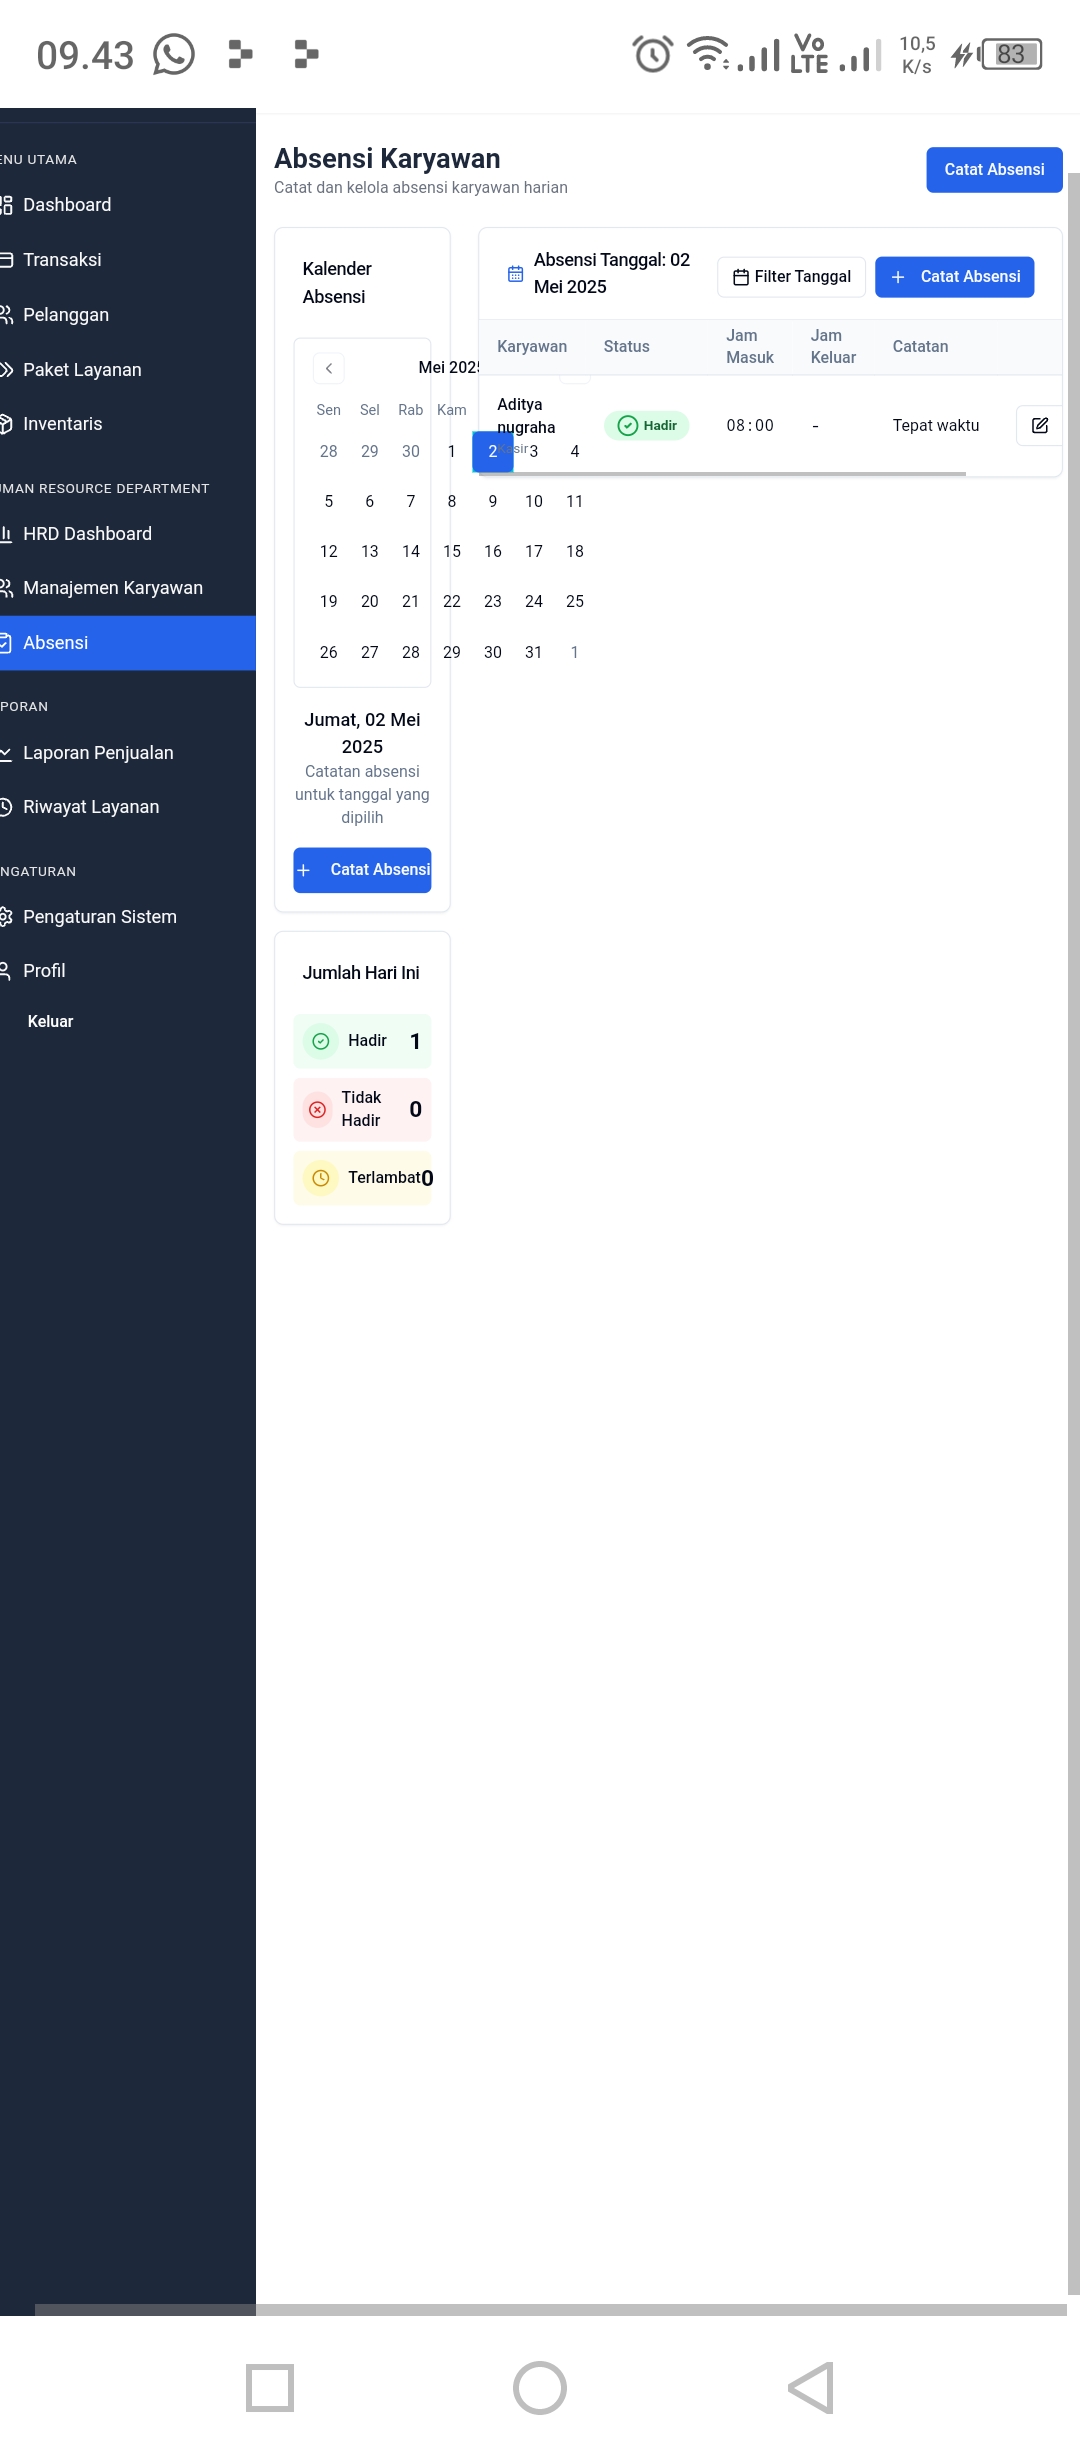 09.43
Vo
LTE
10,5
K/s
83
ENU UTAMA
Dashboard
Transaksi
Pelanggan
Paket Layanan
Inventaris
UMAN RESOURCE DEPARTMENT
HRD Dashboard
Manajemen Karyawan
Absensi
PORAN
Laporan Penjualan
Riwayat Layanan
NGATURAN
Pengaturan Sistem
Profil
Keluar
Absensi Karyawan
Catat dan kelola absensi karyawan harian
Catat Absensi
Kalender
Absensi
Mei 2025
Sen Sel Rab Kam
28 29 30 1 2 3 4
5 6 7 8 9 10 11
12 13 14 15 16 17 18
19 20 21 22 23 24 25
26 27 28 29 30 31 1
Jumat, 02 Mei
2025
Catatan absensi
untuk tanggal yang
dipilih
+ Catat Absensi
Jumlah Hari Ini
Hadir 1
Tidak
Hadir 0
Terlambat 0
Absensi Tanggal: 02
Mei 2025
Filter Tanggal
+ Catat Absensi
Karyawan Status Jam
Masuk Jam
Keluar Catatan
Aditya
nugraha
Kasir
Hadir 08:00 - Tepat waktu